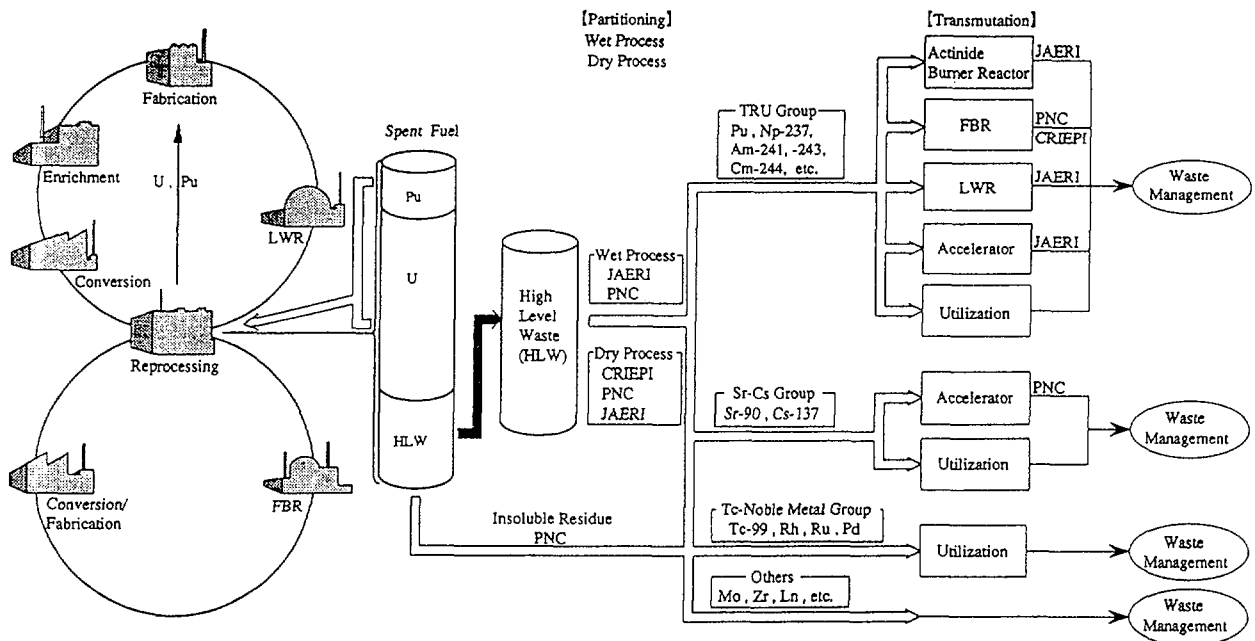 【Partitioning】
Wet Process
Dry Process
【Transmutation】
Fabrication
Enrichment
U , Pu
LWR
Conversion
Reprocessing
Conversion/
Fabrication
FBR
Spent Fuel
Pu
U
HLW
High
Level
Waste
(HLW)
Wet Process
JAERI
PNC
Dry Process
CRIEPI
PNC
JAERI
Insoluble Residue
PNC
TRU Group
Pu , Np-237,
Am-241, -243,
Cm-244, etc.
Actinide
Burner Reactor
JAERI
FBR
PNC
CRIEPI
LWR
JAERI
Accelerator
JAERI
Utilization
Waste
Management
Sr-Cs Group
Sr-90 , Cs-137
Accelerator
PNC
Utilization
Waste
Management
Tc-Noble Metal Group
Tc-99 , Rh , Ru , Pd
Utilization
Waste
Management
Others
Mo , Zr , Ln , etc.
Waste
Management